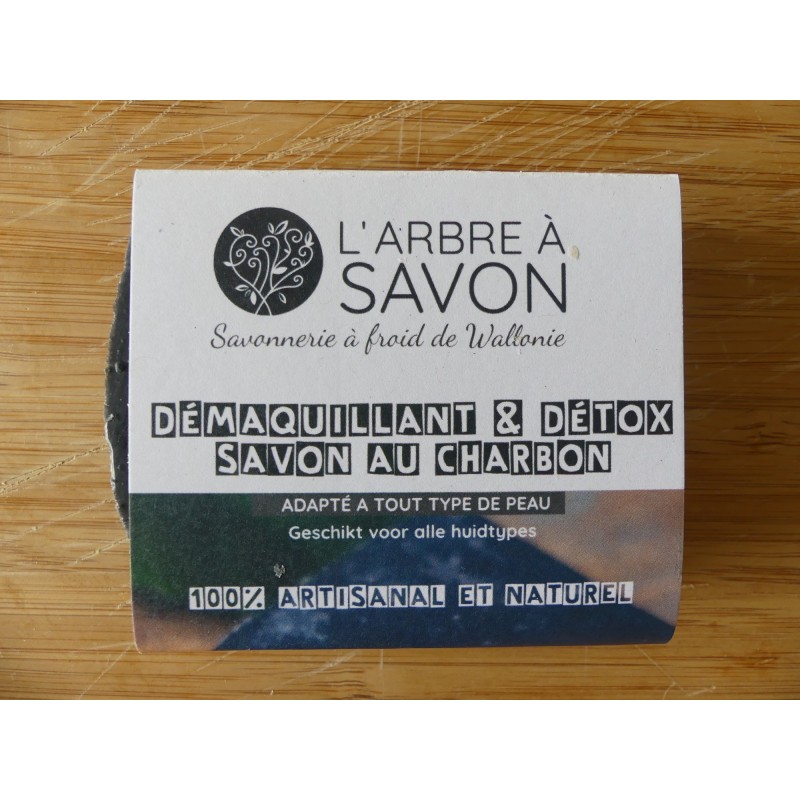 L'ARBRE À
SAVON
Savonnerie à froid de Wallonie
DÉMAQUILLANT & DÉTOX
SAVON AU CHARBON
ADAPTÉ A TOUT TYPE DE PEAU
Geschikt voor alle huidtypes
100% ARTISANAL ET NATUREL